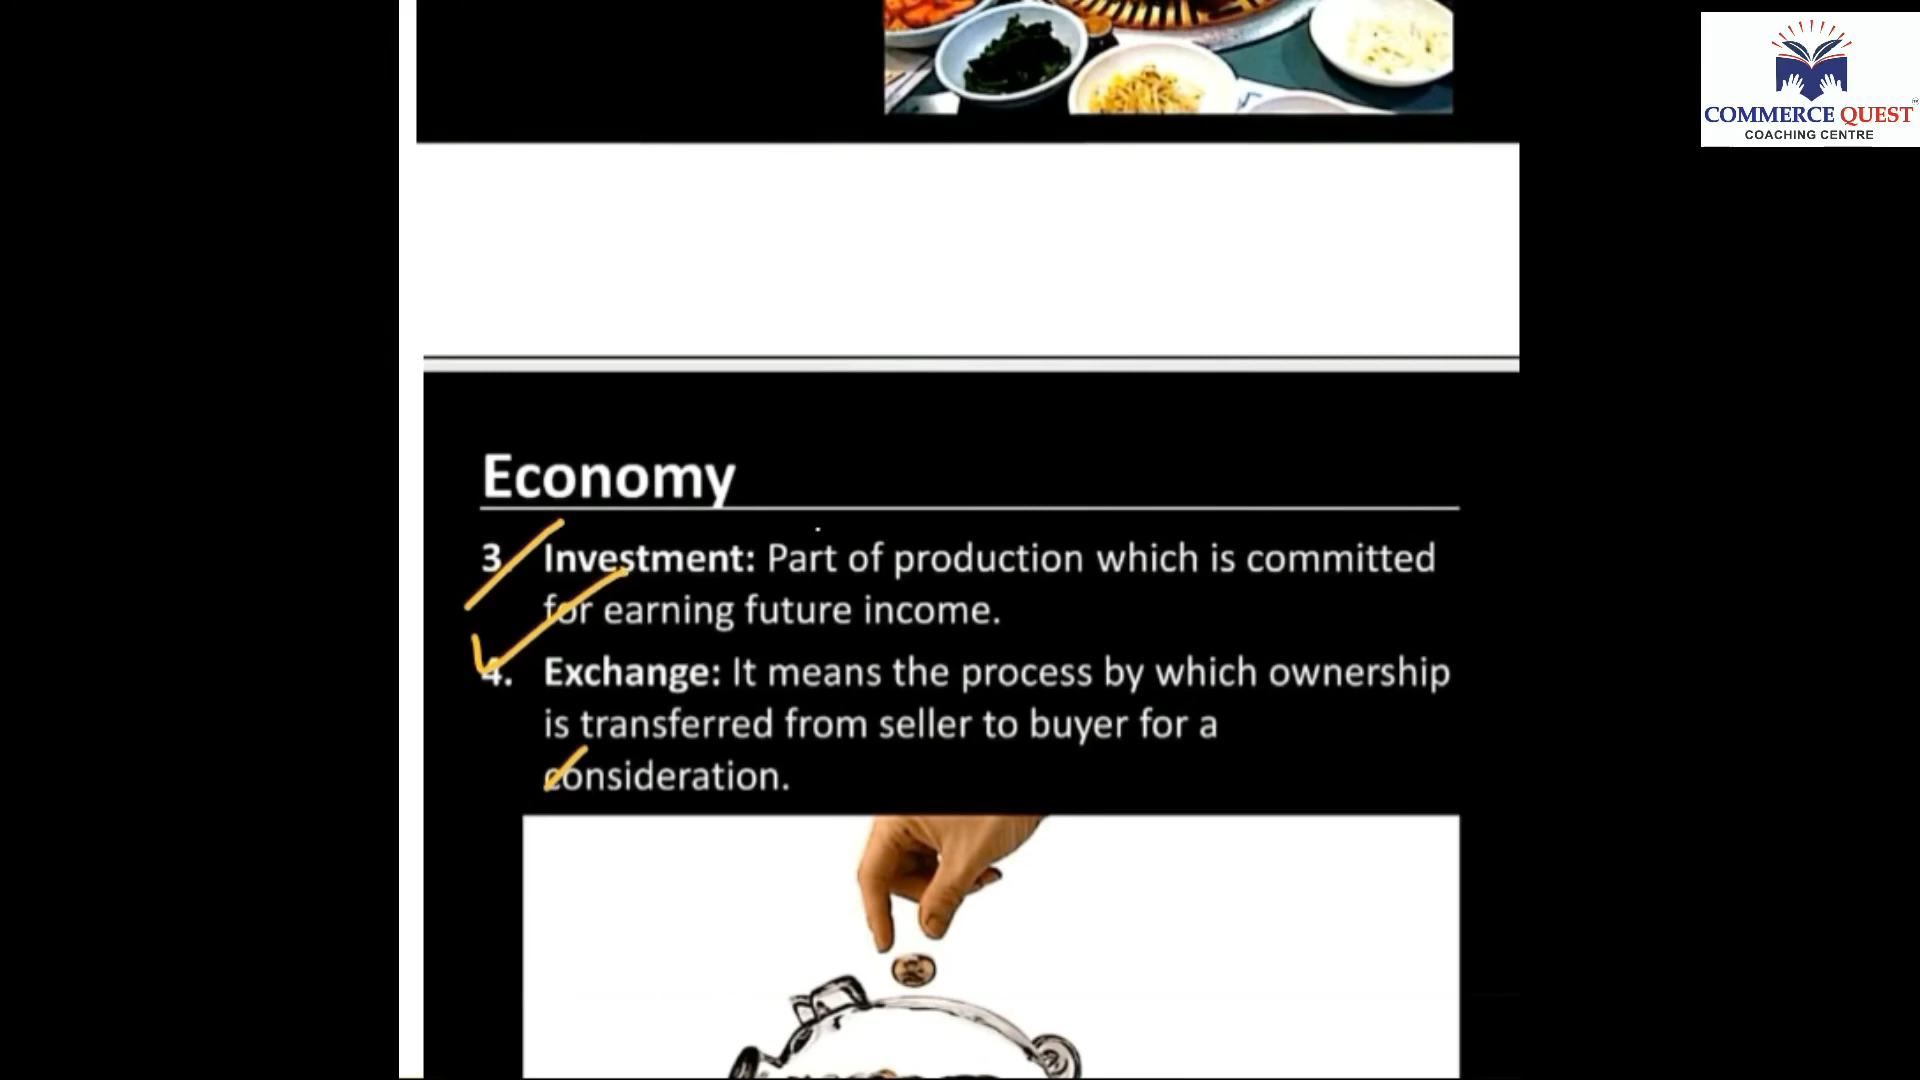 COMMERCE QUEST
COACHING CENTRE
Economy
3. Investment: Part of production which is committed
for earning future income.
4. Exchange: It means the process by which ownership
is transferred from seller to buyer for a
consideration.